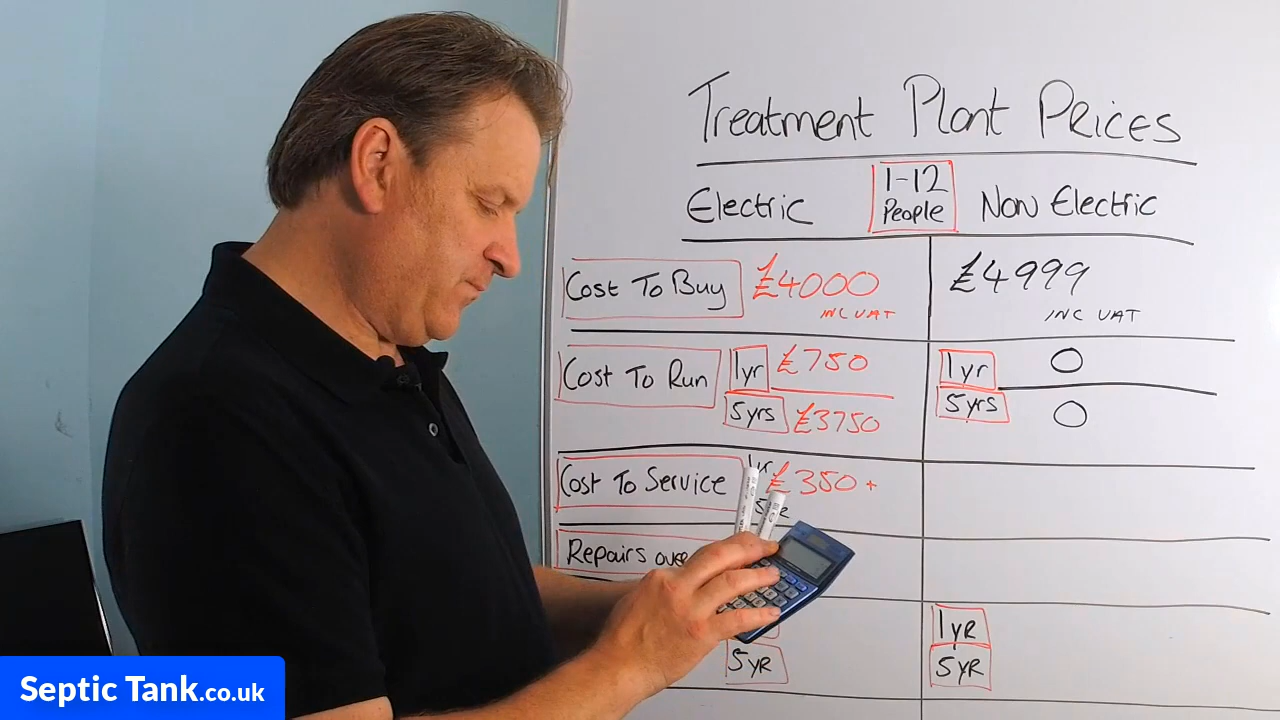 Treatment Plant Prices
Electric
1-12
People
Non Electric
Cost To Buy £4000
INC VAT
£4999
INC VAT
Cost To Run
1yr £750
5yrs £3750
1yr 0
5yrs 0
Cost To Service
1yr £350+
Repairs
5YR
1YR
5YR
Septic Tank.co.uk